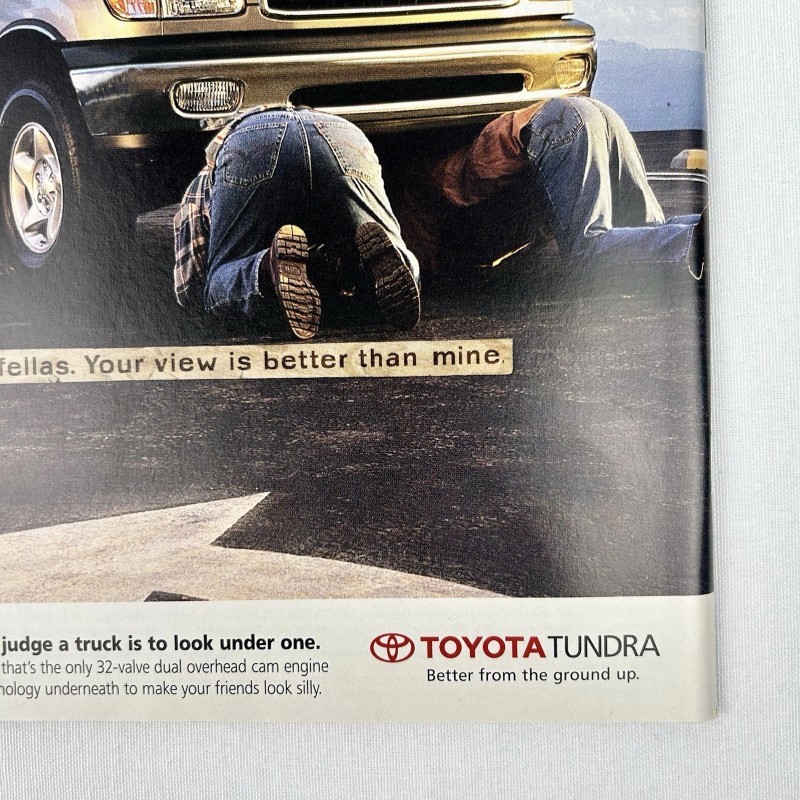 fellas. Your view is better than mine.
judge a truck is to look under one.
that's the only 32-valve dual overhead cam engine
nology underneath to make your friends look silly.
TOYOTA TUNDRA
Better from the ground up.